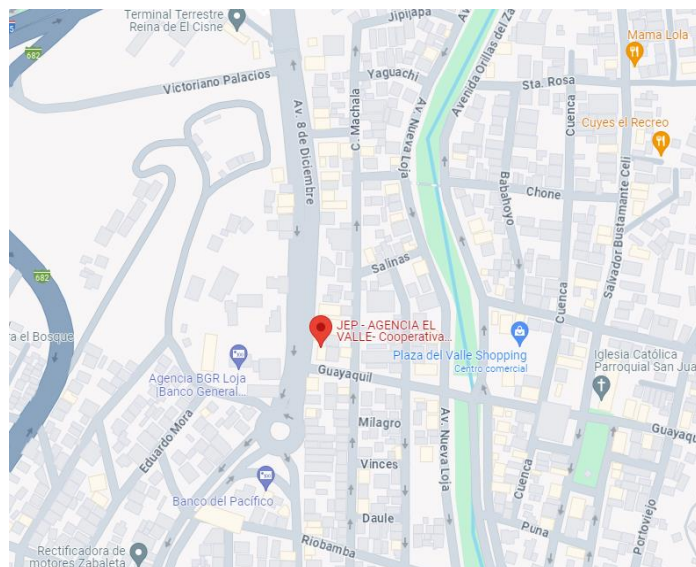 Terminal Terrestre
Reina de El Cisne
Jipijapa
Mama Lola
682
Victoriano Palacios
Yaguachi
Avenida Orillas del Za
Sta. Rosa
Av. 8 de Diciembre
C. Machala
Av. Nueva Loja
Cuenca
Cuyes el Recreo
Babahoyo
Chone
Salvador Bustamante Celi
682
Salinas
Cuenca
JEP - AGENCIA EL
VALLE- Cooperativa...
ra el Bosque
Plaza del Valle Shopping
Centro comercial
Iglesia Católica
Parroquial San Jua
Agencia BGR Loja
|Banco General...
Guayaquil
Eduardo Mora
Milagro
Av. Nueva Loja
Guayaqu
Vinces
Cuenca
Banco del Pacífico
Daule
Puna
Portoviejo
Riobamba
Rectificadora de
motores Zabaleta